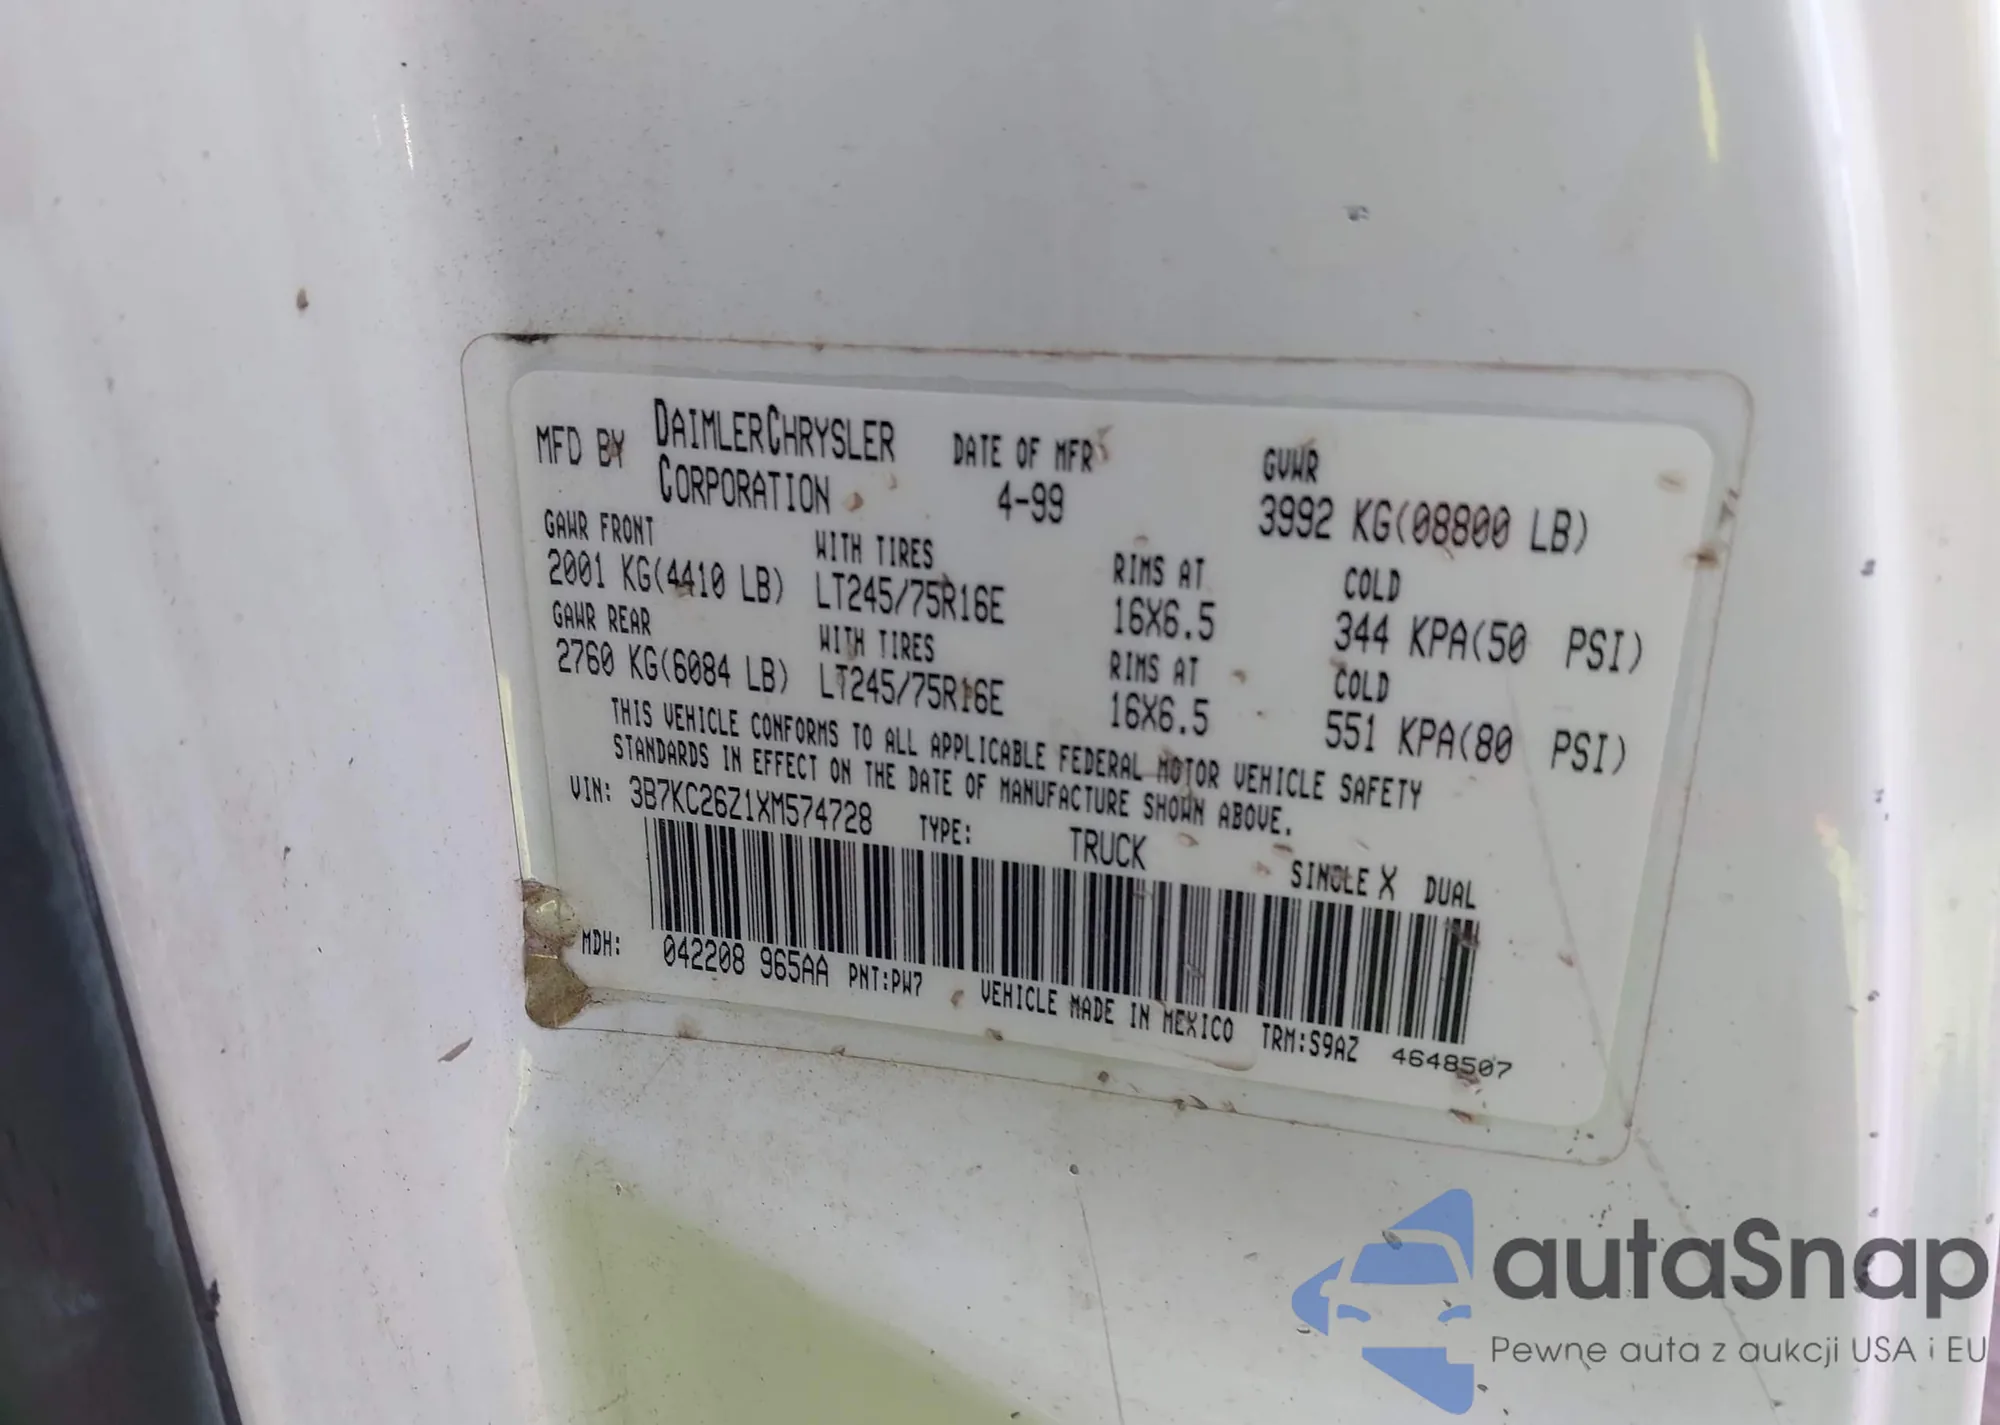 MFD BY DAIMLERCHRYSLER CORPORATION
DATE OF MFR 4-99
GVWR 3992 KG(08800 LB)
GAWR FRONT WITH TIRES RIMS AT COLD
2001 KG(4410 LB) LT245/75R16E 16X6.5 344 KPA(50 PSI)
GAWR REAR WITH TIRES RIMS AT COLD
2760 KG(6084 LB) LT245/75R16E 16X6.5 551 KPA(80 PSI)
THIS VEHICLE CONFORMS TO ALL APPLICABLE FEDERAL MOTOR VEHICLE SAFETY
STANDARDS IN EFFECT ON THE DATE OF MANUFACTURE SHOWN ABOVE.
VIN: 3B7KC26Z1XM574728 TYPE: TRUCK SINGLE X DUAL
MDH: 042208 965AA PNT:PW7 VEHICLE MADE IN MEXICO TRM:S9AZ 4648507
autaSnap
Pewne auta z aukcji USA i EU